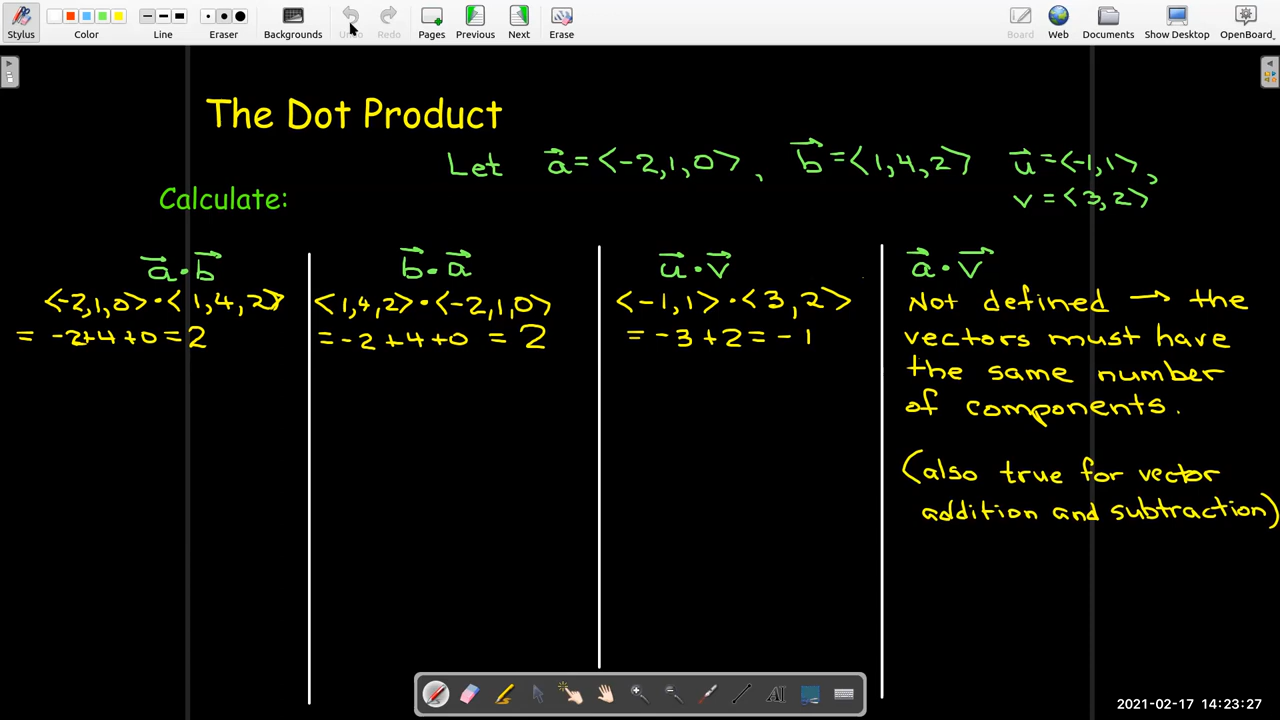 Stylus Color Line Eraser Backgrounds Undo Redo Pages Previous Next Erase Board Web Documents Show Desktop OpenBoard
The Dot Product
Let a⃗ = <-2,1,0>, b⃗ = <1,4,2> u⃗ = <-1,1>,
v = <3,2>
Calculate:
a⃗ · b⃗
<-2,1,0> · <1,4,2>
= -2+4+0 = 2
b⃗ · a⃗
<1,4,2> · <-2,1,0>
= -2+4+0 = 2
u⃗ · v⃗
<-1,1> · <3,2>
= -3+2 = -1
a⃗ · v⃗
Not defined → the
vectors must have
the same number
of components.
(also true for vector
addition and subtraction)
AI
2021-02-17 14:23:27